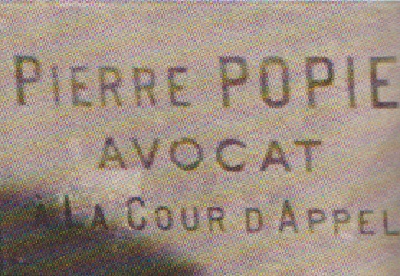 PIERRE POPIE
AVOCAT
À LA COUR D APPEL